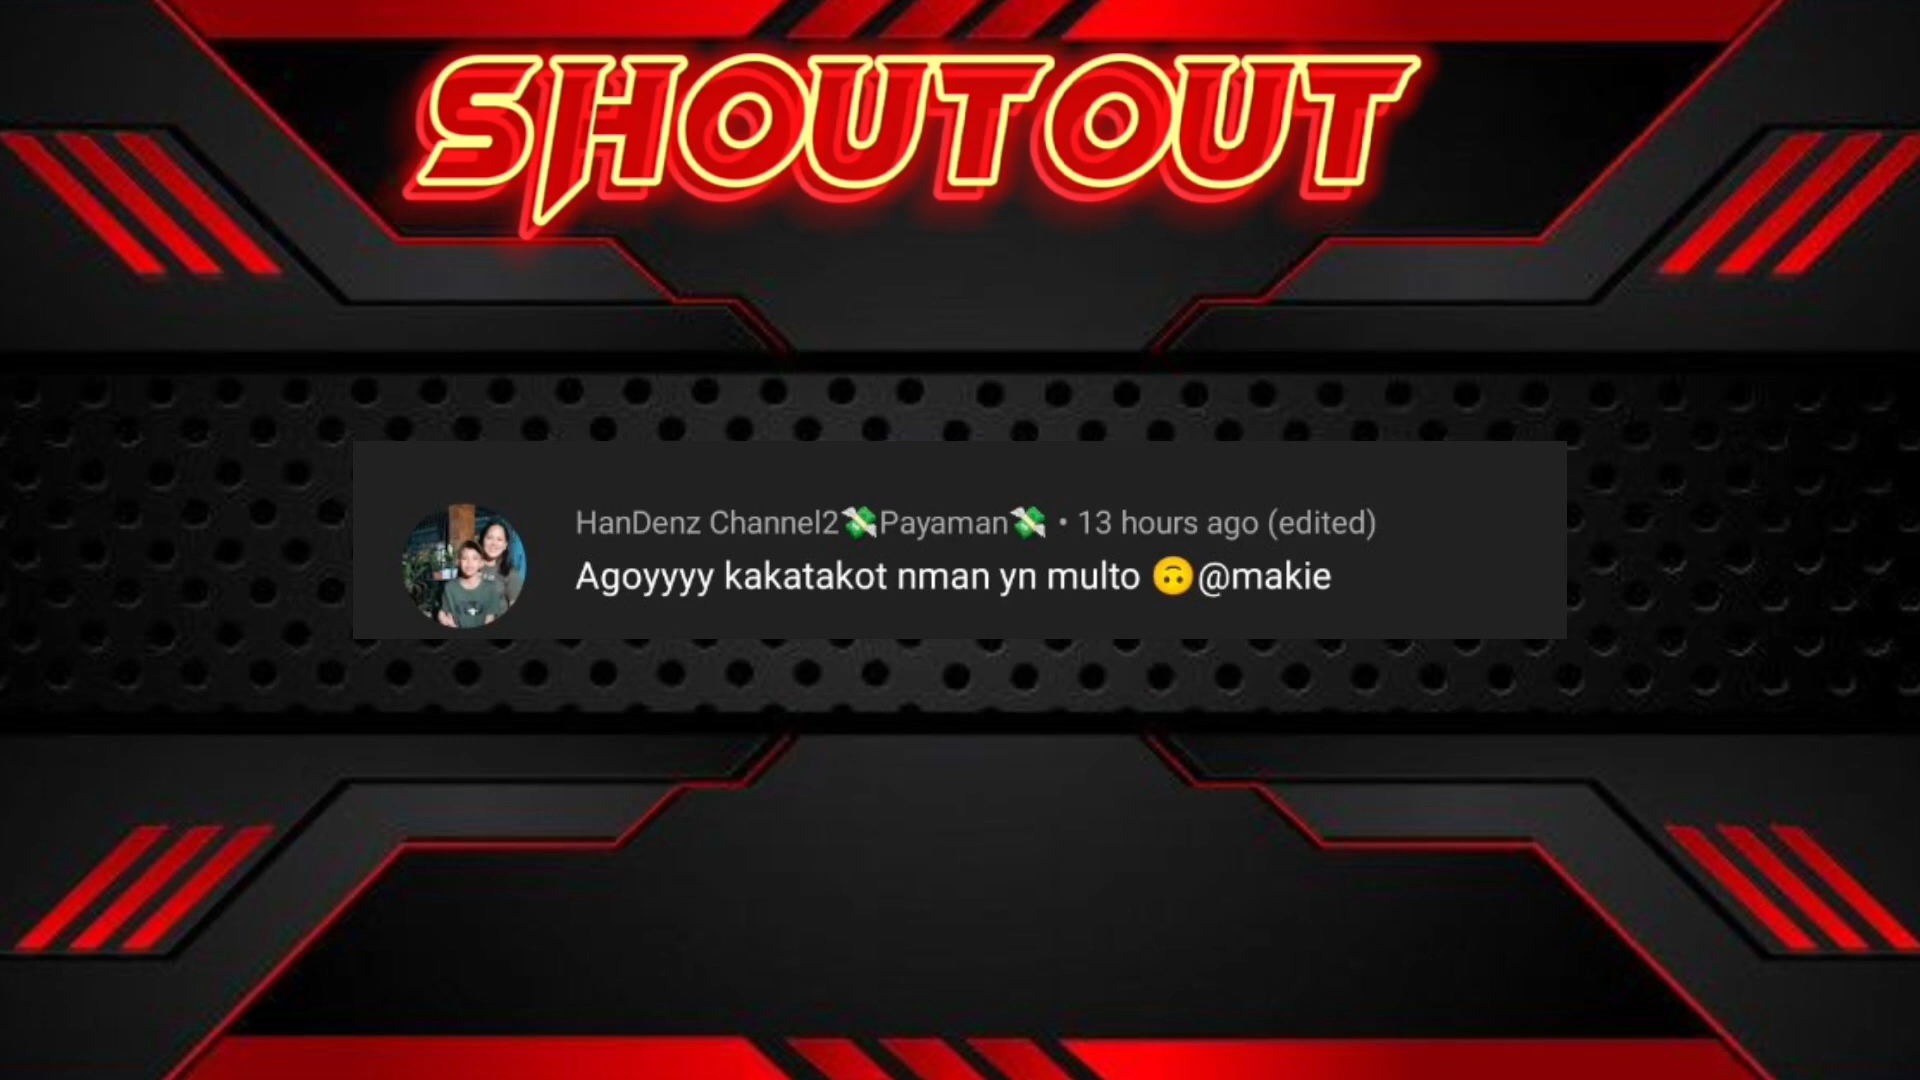 SHOUTOUT
HanDenz Channel2💸Payaman💸 • 13 hours ago (edited)
Agoyyyy kakatakot nman yn multo 🙃@makie